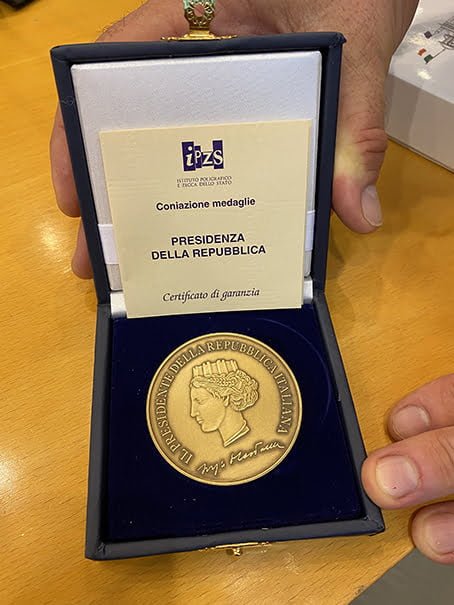 iPZS
ISTITUTO POLIGRAFICO
E ZECCA DELLO STATO
Coniazione medaglie
PRESIDENZA
DELLA REPUBBLICA
Certificato di garanzia
IL PRESIDENTE DELLA REPUBBLICA ITALIANA